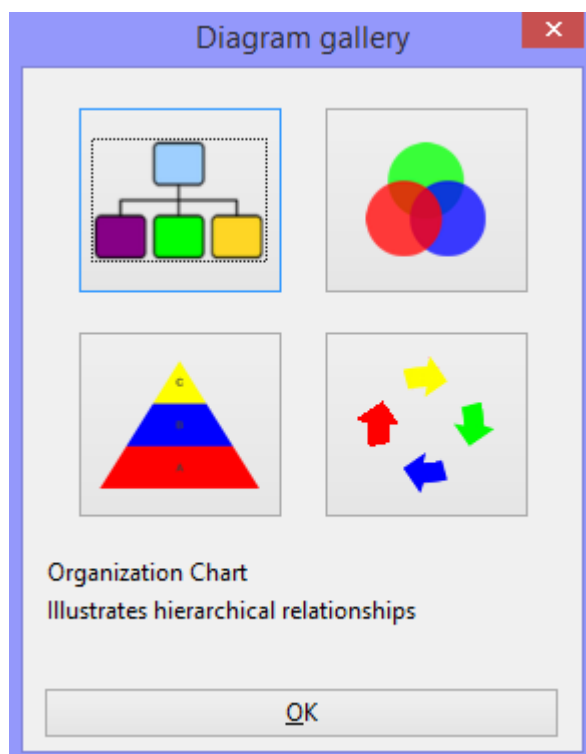 Diagram gallery
C
B
A
Organization Chart
Illustrates hierarchical relationships
OK